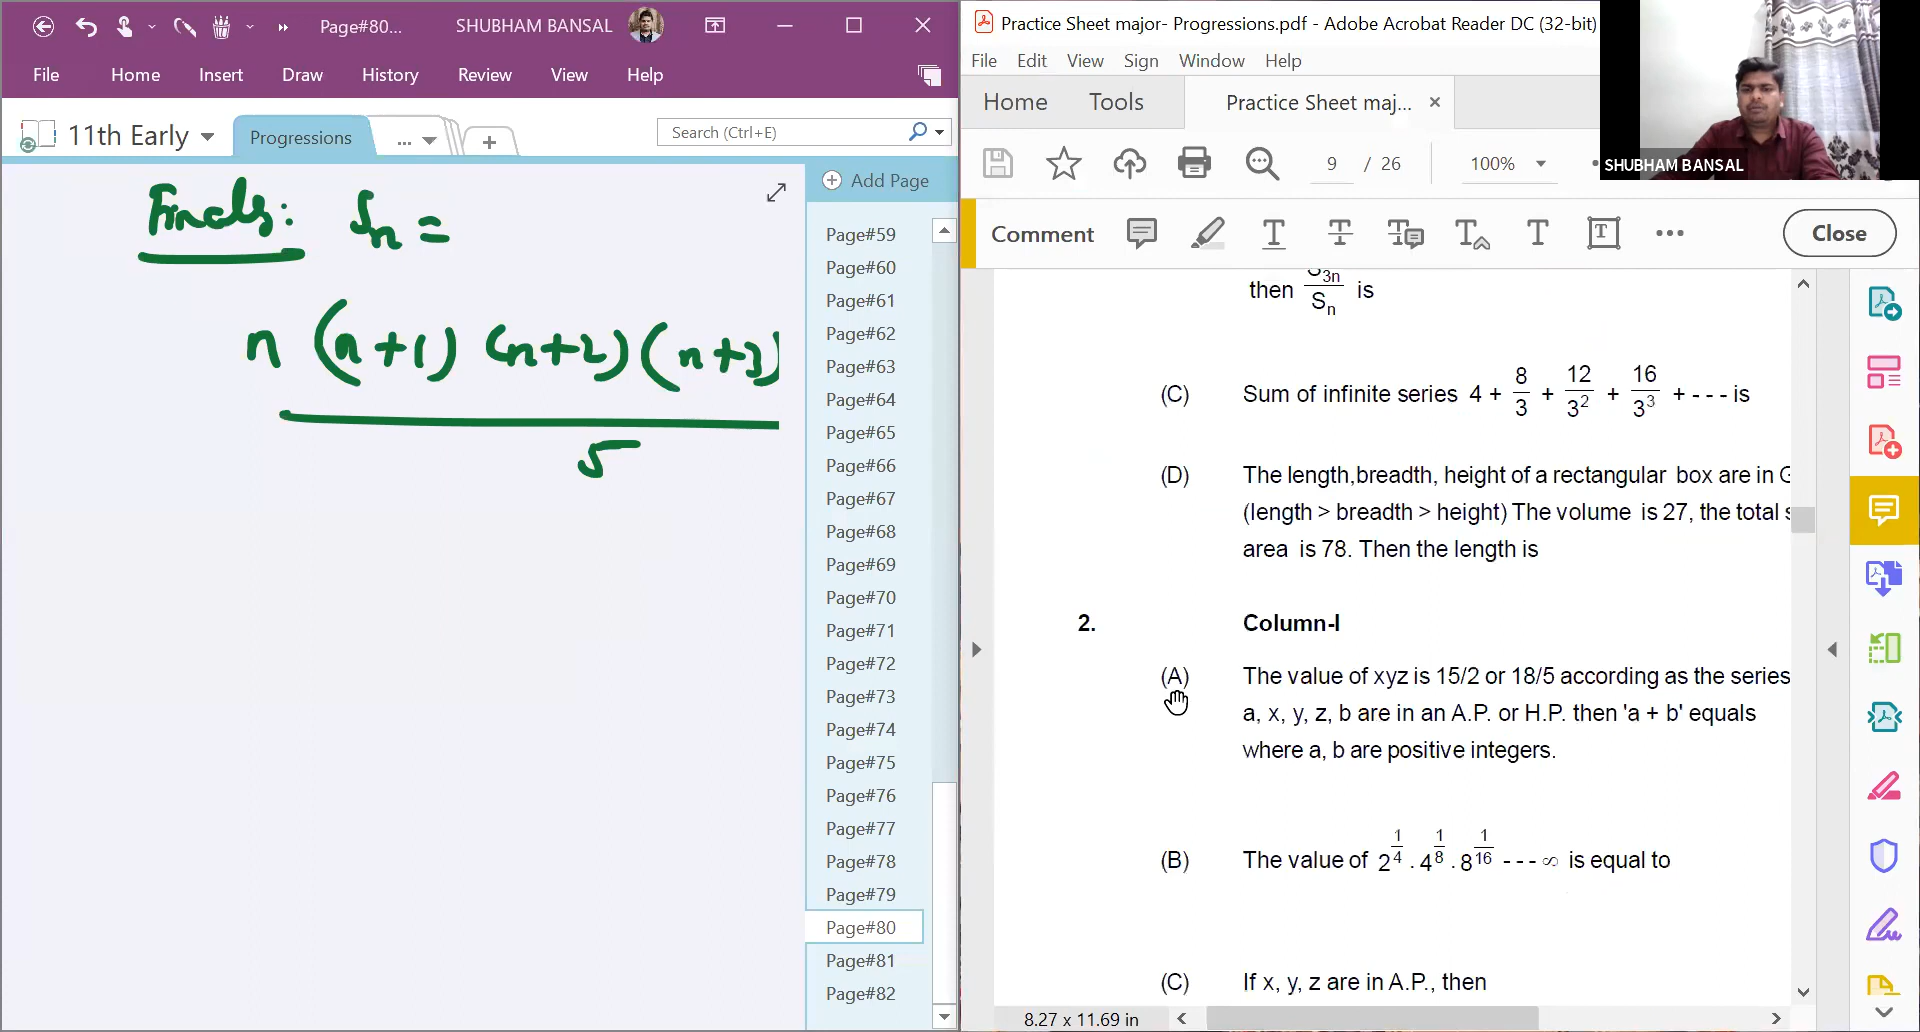 Page#80...
SHUBHAM BANSAL
File Home Insert Draw History Review View Help
11th Early
Progressions
...
Search (Ctrl+E)
Add Page
Page#59
Page#60
Page#61
Page#62
Page#63
Page#64
Page#65
Page#66
Page#67
Page#68
Page#69
Page#70
Page#71
Page#72
Page#73
Page#74
Page#75
Page#76
Page#77
Page#78
Page#79
Page#80
Page#81
Page#82
Sn =
n (n+1) (n+2) (n+3)
5
Practice Sheet major- Progressions.pdf - Adobe Acrobat Reader DC (32-bit)
File Edit View Sign Window Help
Home Tools Practice Sheet maj...
9 / 26 100%
SHUBHAM BANSAL
Comment Close
then S3n/Sn is
(C) Sum of infinite series 4 + 8/3 + 12/3² + 16/3³ + - - - is
(D) The length,breadth, height of a rectangular box are in G
(length > breadth > height) The volume is 27, the total s
area is 78. Then the length is
2. Column-I
(A) The value of xyz is 15/2 or 18/5 according as the series
a, x, y, z, b are in an A.P. or H.P. then 'a + b' equals
where a, b are positive integers.
(B) The value of 2^(1/4) . 4^(1/8) . 8^(1/16) - - - ∞ is equal to
(C) If x, y, z are in A.P., then
8.27 x 11.69 in